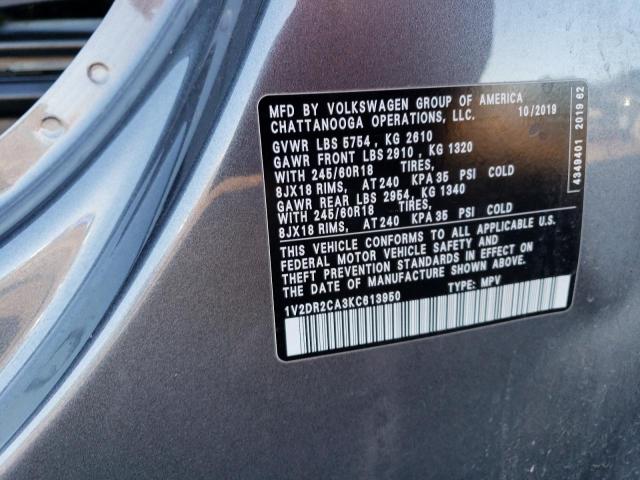 MFD BY VOLKSWAGEN GROUP OF AMERICA
CHATTANOOGA OPERATIONS, LLC. 10/2019
GVWR LBS 5754 , KG 2610
GAWR FRONT LBS 2910 , KG 1320
WITH 245/60R18 TIRES,
8JX18 RIMS, AT 240 KPA 35 PSI COLD
GAWR REAR LBS 2954, KG 1340
WITH 245/60R18 TIRES,
8JX18 RIMS, AT 240 KPA 35 PSI COLD
THIS VEHICLE CONFORMS TO ALL APPLICABLE U.S.
FEDERAL MOTOR VEHICLE SAFETY AND
THEFT PREVENTION STANDARDS IN EFFECT ON
THE DATE OF MANUFACTURE SHOWN ABOVE.
1V2DR2CA3KC613950 TYPE: MPV
4349401 2019 62